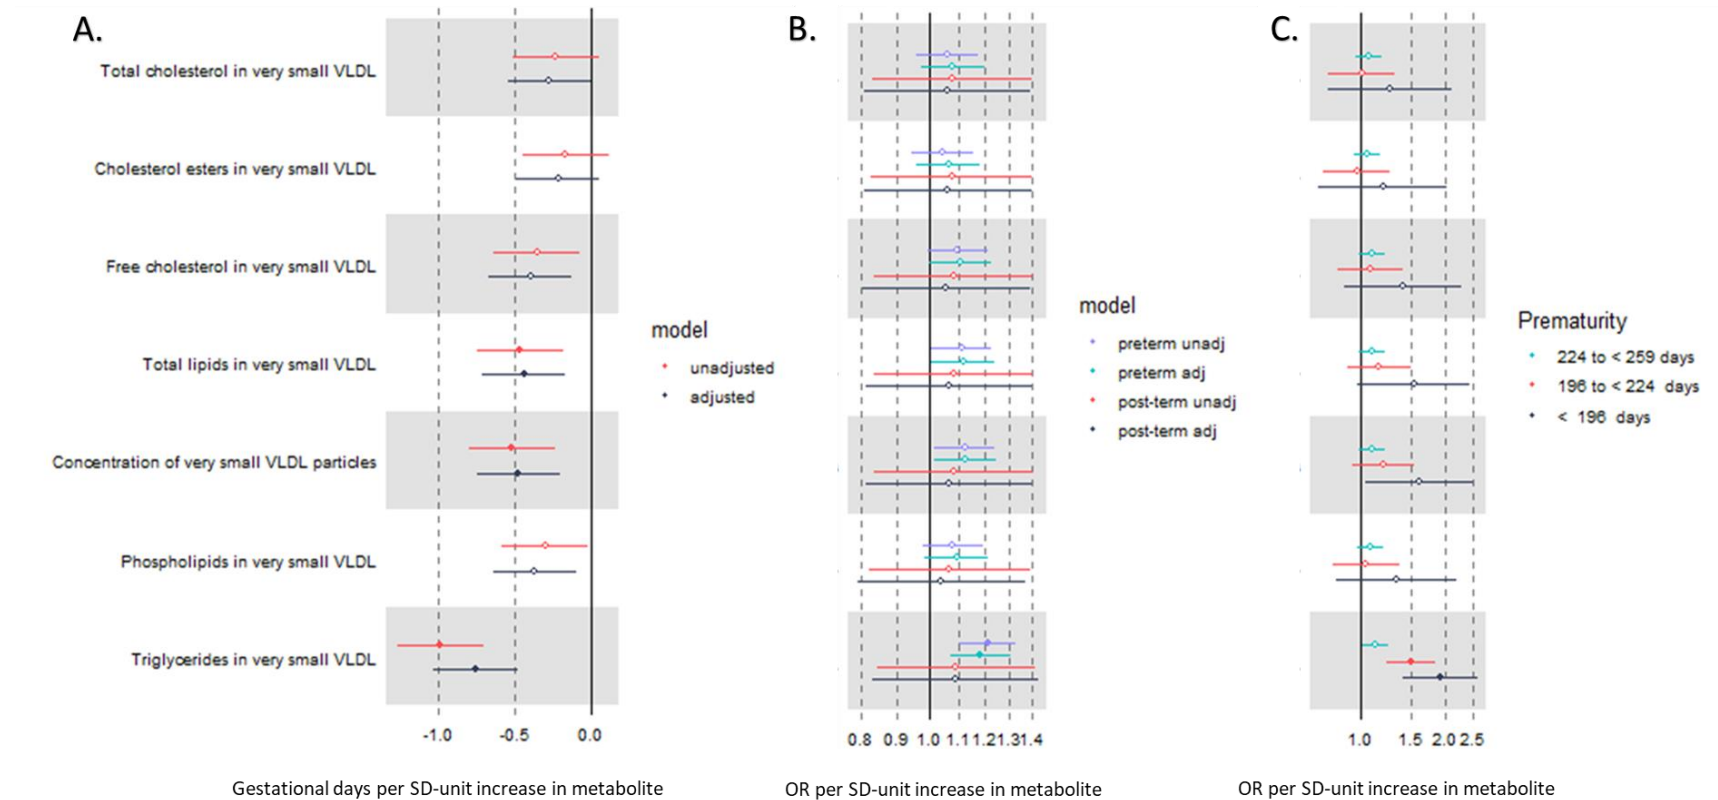 A.
B.
C.
Total cholesterol in very small VLDL
Cholesterol esters in very small VLDL
Free cholesterol in very small VLDL
Total lipids in very small VLDL
Concentration of very small VLDL particles
Phospholipids in very small VLDL
Triglycerides in very small VLDL
-1.0 -0.5 0.0
Gestational days per SD-unit increase in metabolite
model
unadjusted
adjusted
0.8 0.9 1.0 1.1 1.2 1.3 1.4
OR per SD-unit increase in metabolite
model
preterm unadj
preterm adj
post-term unadj
post-term adj
1.0 1.5 2.0 2.5
OR per SD-unit increase in metabolite
Prematurity
224 to < 259 days
196 to < 224 days
< 196 days